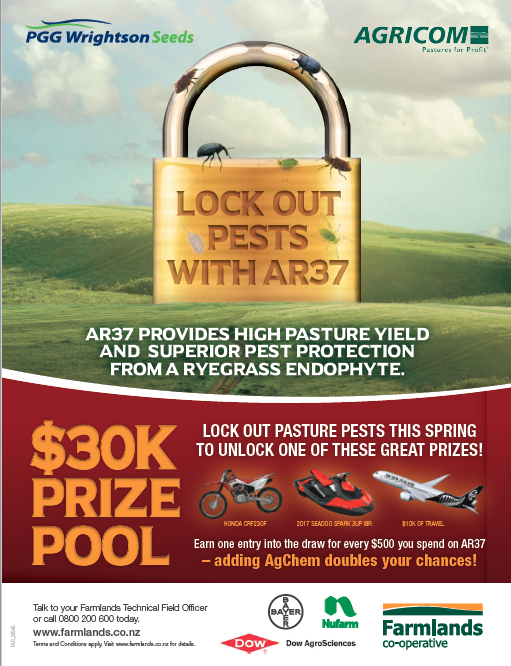 PGG Wrightson Seeds
AGRICOM
Pastures for Profit
LOCK OUT
PESTS
WITH AR37
AR37 PROVIDES HIGH PASTURE YIELD
AND SUPERIOR PEST PROTECTION
FROM A RYEGRASS ENDOPHYTE.
$30K
PRIZE
POOL
LOCK OUT PASTURE PESTS THIS SPRING
TO UNLOCK ONE OF THESE GREAT PRIZES!
HONDA CRF230F
2017 SEADOO SPARK 3UP IBR
$10K OF TRAVEL
Earn one entry into the draw for every $500 you spend on AR37
– adding AgChem doubles your chances!
Talk to your Farmlands Technical Field Officer
or call 0800 200 600 today.
www.farmlands.co.nz
Terms and Conditions apply. Visit www.farmlands.co.nz for details.
BAYER
BAYER
Nufarm
DOW
Dow AgroSciences
Farmlands
co-operative